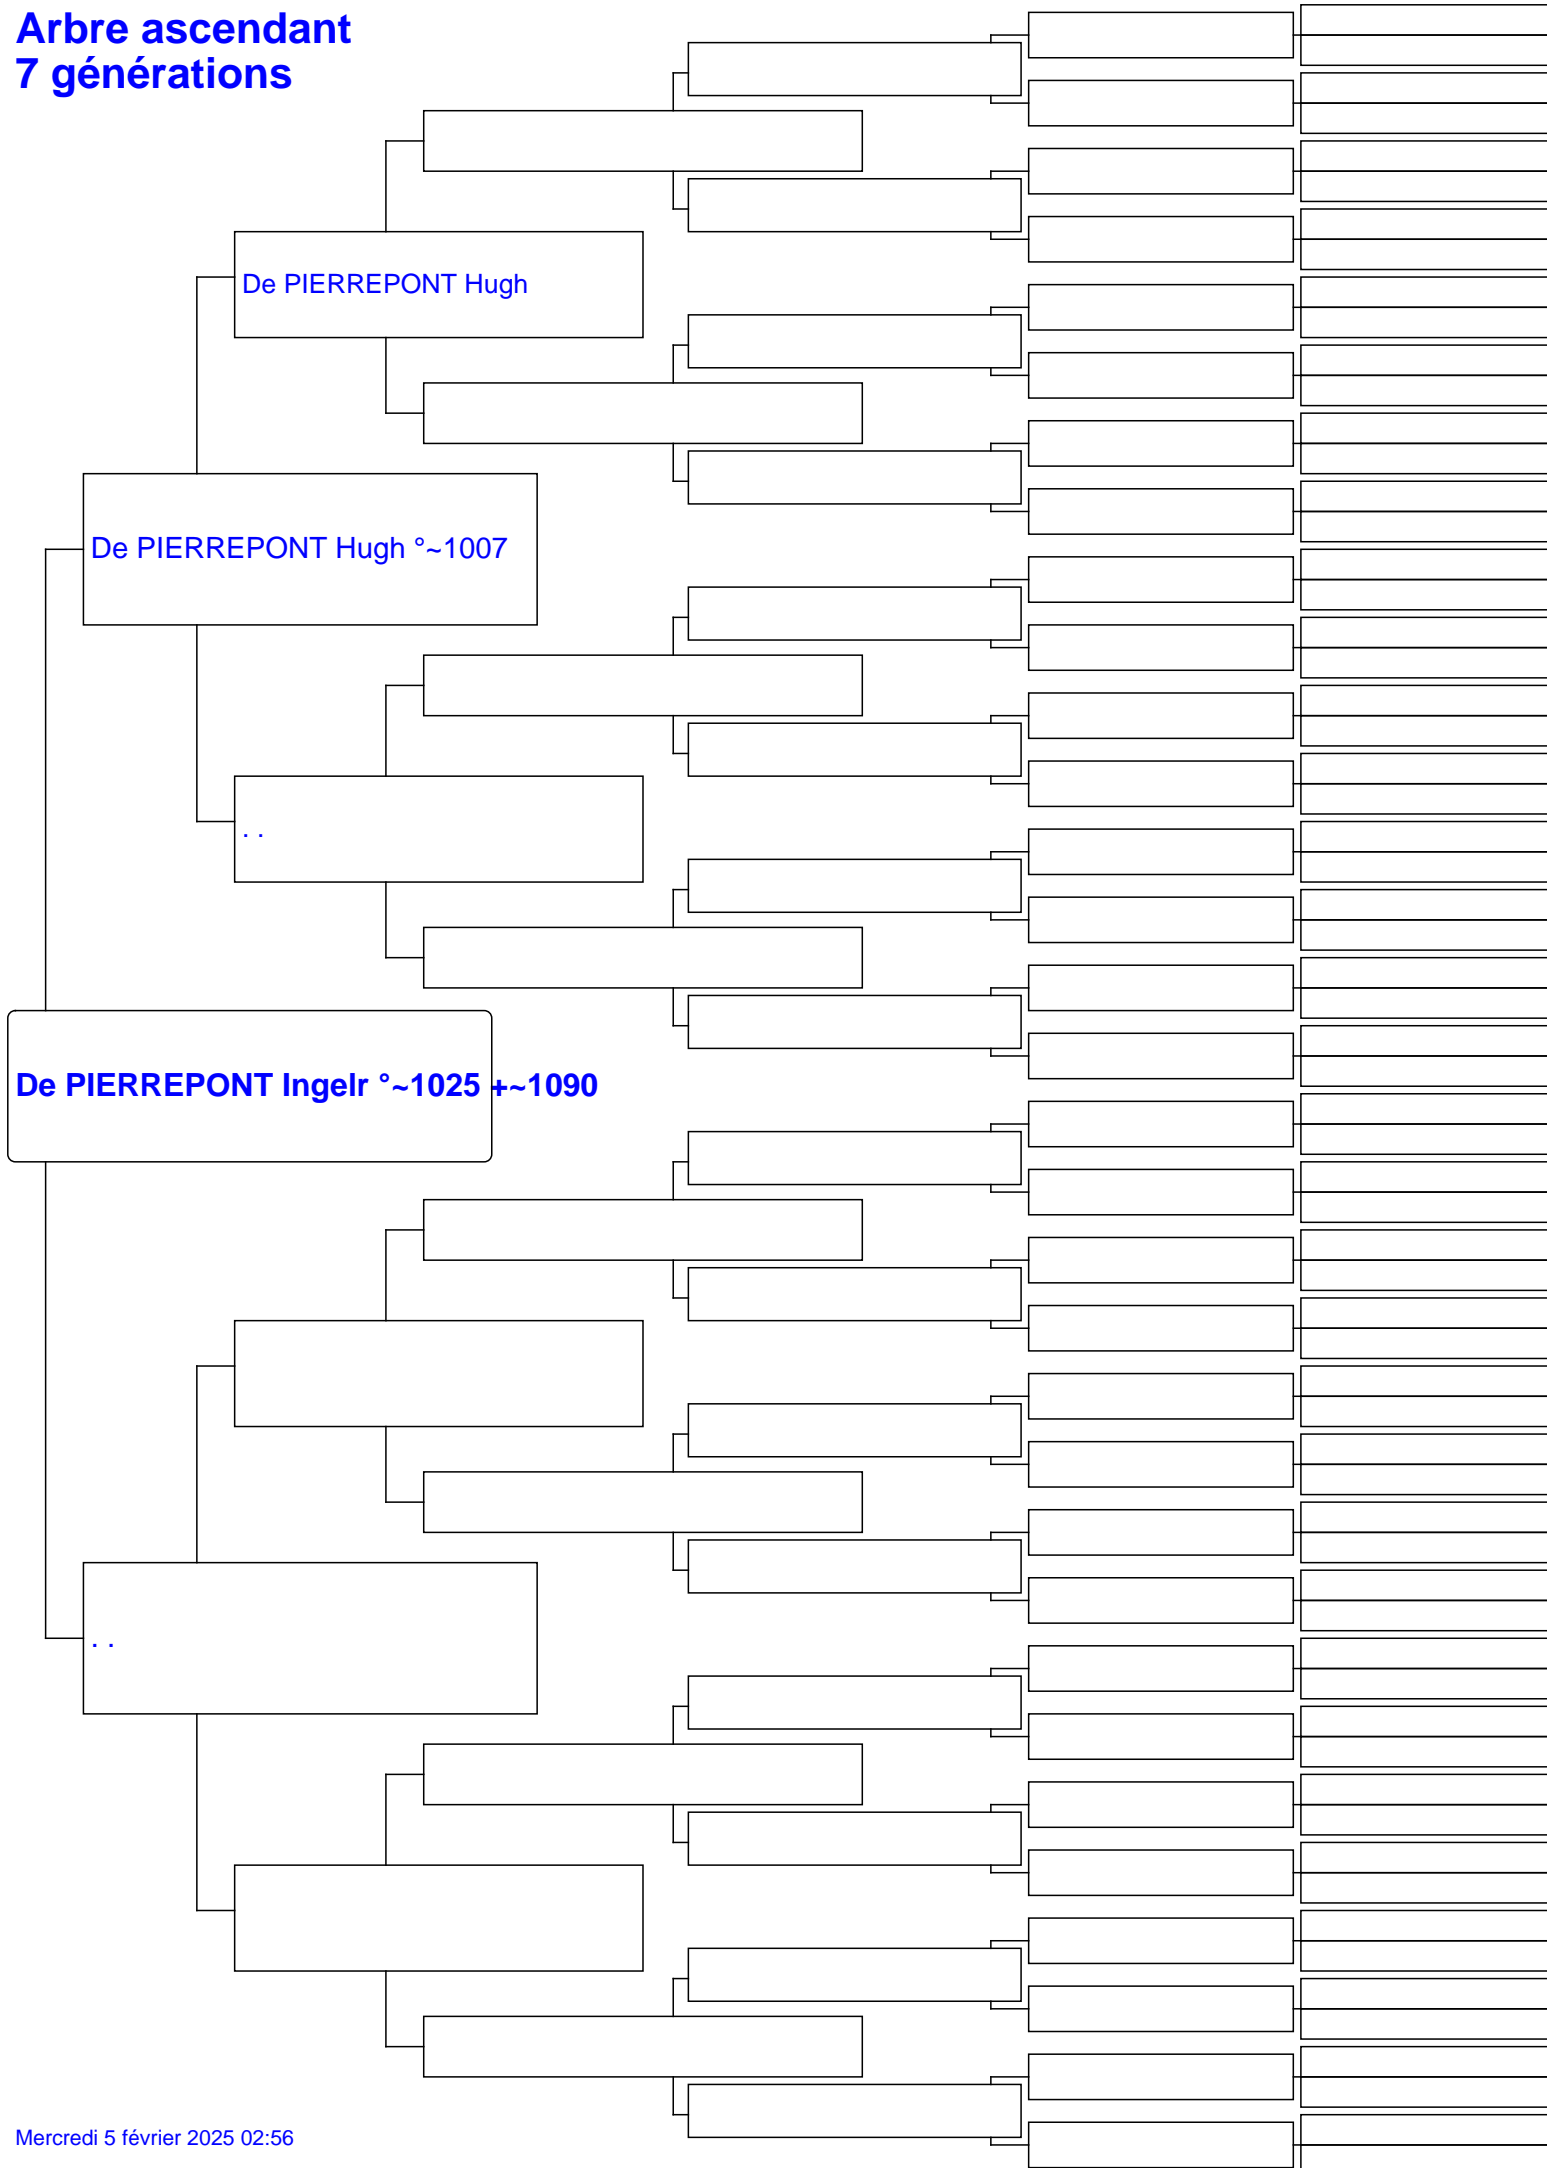 Arbre ascendant
7 générations
De PIERREPONT Hugh
De PIERREPONT Hugh °~1007
. .
De PIERREPONT Ingelr °~1025 +~1090
. .
Mercredi 5 février 2025 02:56